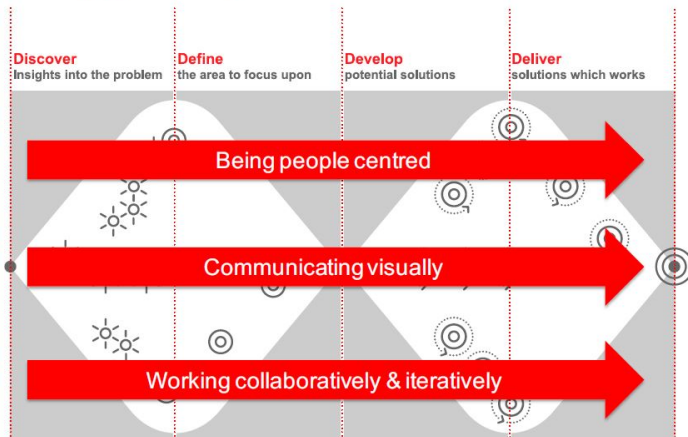 Discover
Insights into the problem
Define
the area to focus upon
Develop
potential solutions
Deliver
solutions which works
Being people centred
Communicating visually
Working collaboratively & iteratively